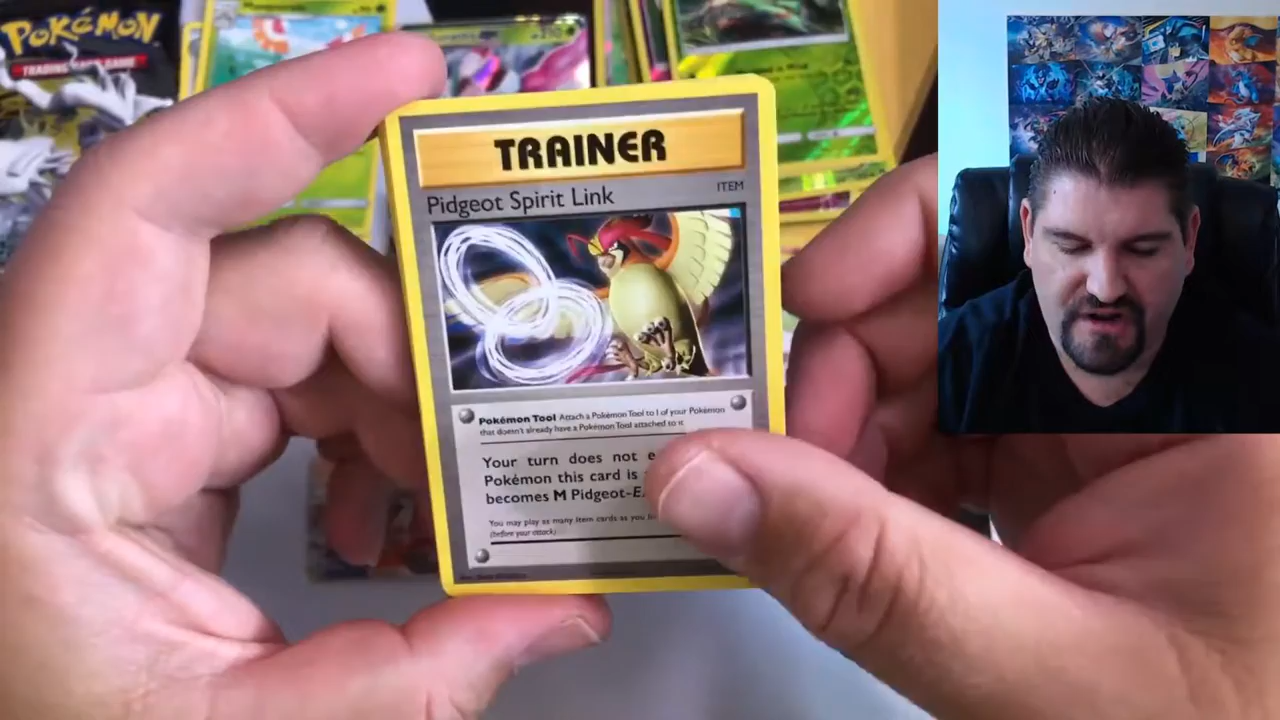 POKÉMON
TRADING CARD GAME
TRAINER
ITEM
Pidgeot Spirit Link
Pokémon Tool Attach a Pokémon Tool to 1 of your Pokémon
that doesn't already have a Pokémon Tool attached to it
Your turn does not
Pokémon this card is
becomes M Pidgeot-EX
You may play as many item cards as you
(before your attack)